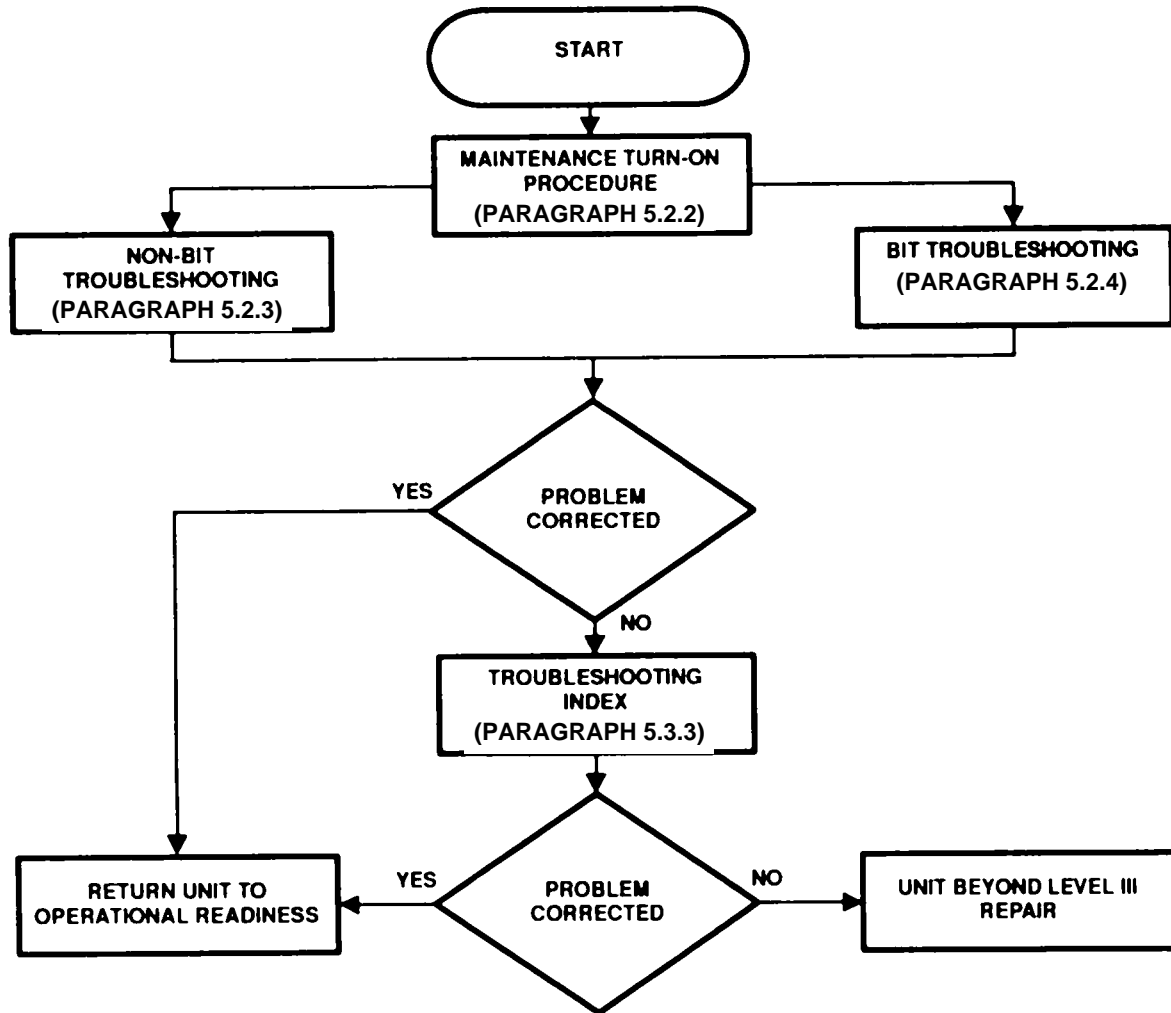 START
MAINTENANCE TURN-ON
PROCEDURE
(PARAGRAPH 5.2.2)
NON-BIT
TROUBLESHOOTING
(PARAGRAPH 5.2.3)
BIT TROUBLESHOOTING
(PARAGRAPH 5.2.4)
YES
PROBLEM
CORRECTED
NO
TROUBLESHOOTING
INDEX
(PARAGRAPH 5.3.3)
RETURN UNIT TO
OPERATIONAL READINESS
YES
PROBLEM
CORRECTED
NO
UNIT BEYOND LEVEL III
REPAIR